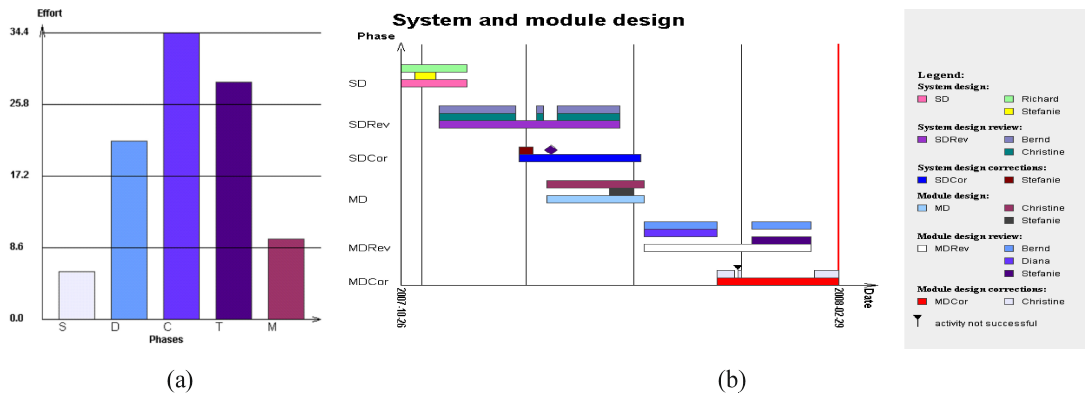 Effort
34.4
25.8
17.2
8.6
0.0
S D C T M
Phases
(a)
System and module design
Phase
SD
SDRev
SDCor
MD
MDRev
MDCor
2007-10-26
2008-02-29
Date
(b)
Legend:
System design:
SD Richard
Stefanie
System design review:
SDRev Bernd
Christine
System design corrections:
SDCor Stefanie
Module design:
MD Christine
Stefanie
Module design review:
MDRev Bernd
Diana
Stefanie
Module design corrections:
MDCor Christine
activity not successful